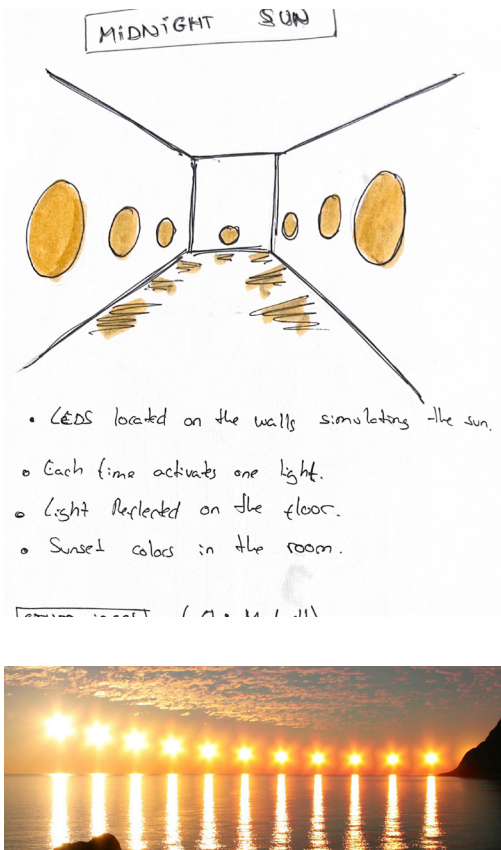 MiDNiGHT SUN
• LEDS located on the walls simulating the sun.
• Each time activates one light.
• Light Reflected on the floor.
• Sunset colors in the room.